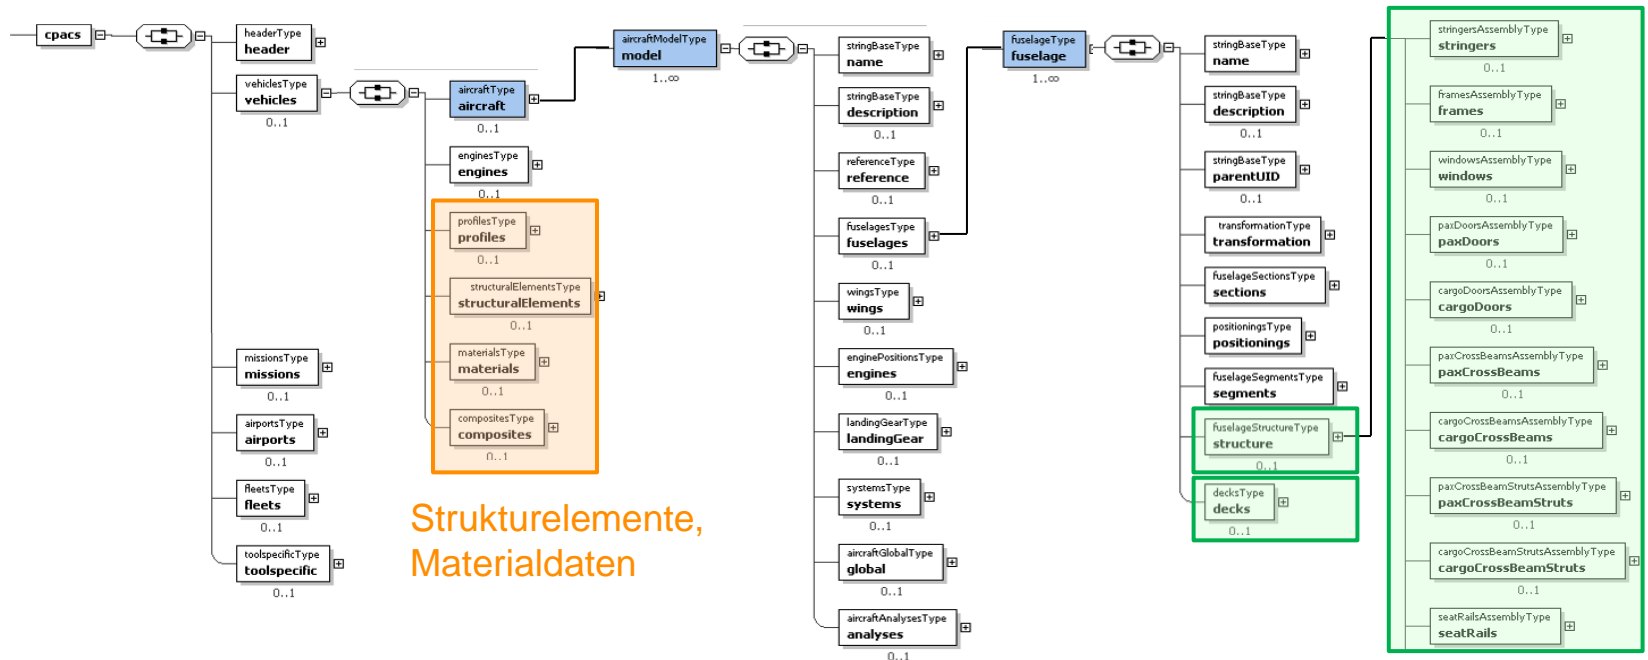 cpacs
headerType
header
vehiclesType
vehicles
0..1
missionsType
missions
0..1
airportsType
airports
0..1
fleetsType
fleets
0..1
toolspecificType
toolspecific
0..1
aircraftType
aircraft
0..1
enginesType
engines
0..1
profilesType
profiles
0..1
structuralElementsType
structuralElements
0..1
materialsType
materials
0..1
compositesType
composites
0..1
Strukturelemente,
Materialdaten
aircraftModelType
model
1..∞
stringBaseType
name
stringBaseType
description
0..1
referenceType
reference
0..1
fuselagesType
fuselages
0..1
wingsType
wings
0..1
enginePositionsType
engines
0..1
landingGearType
landingGear
0..1
systemsType
systems
0..1
aircraftGlobalType
global
0..1
aircraftAnalysesType
analyses
0..1
fuselageType
fuselage
1..∞
stringBaseType
name
stringBaseType
description
0..1
stringBaseType
parentUID
0..1
transformationType
transformation
fuselageSectionsType
sections
positioningsType
positionings
0..1
fuselageSegmentsType
segments
fuselageStructureType
structure
0..1
decksType
decks
0..1
stringersAssemblyType
stringers
0..1
framesAssemblyType
frames
0..1
windowsAssemblyType
windows
0..1
paxDoorsAssemblyType
paxDoors
0..1
cargoDoorsAssemblyType
cargoDoors
0..1
paxCrossBeamsAssemblyType
paxCrossBeams
0..1
cargoCrossBeamsAssemblyType
cargoCrossBeams
0..1
paxCrossBeamStrutsAssemblyType
paxCrossBeamStruts
0..1
cargoCrossBeamStrutsAssemblyType
cargoCrossBeamStruts
0..1
seatRailsAssemblyType
seatRails